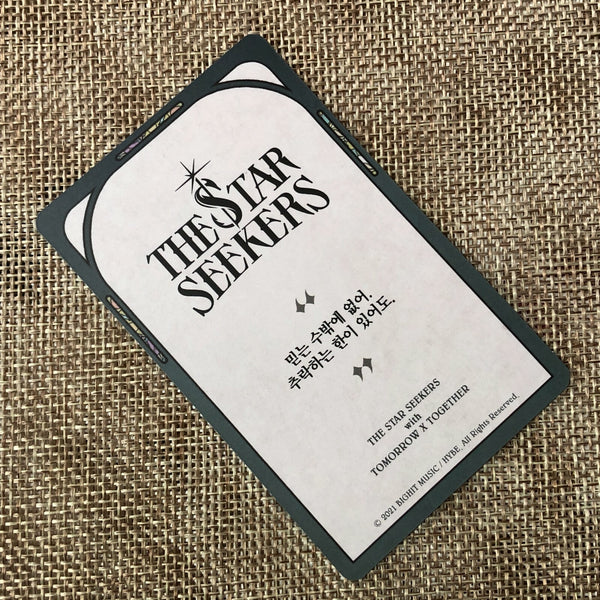 THE STAR
SEEKERS
“
믿는 수밖에 없어.
추락하는 한이 있어도.
”
THE STAR SEEKERS
with
TOMORROW X TOGETHER
© 2021 BIGHIT MUSIC / HYBE. All Rights Reserved.